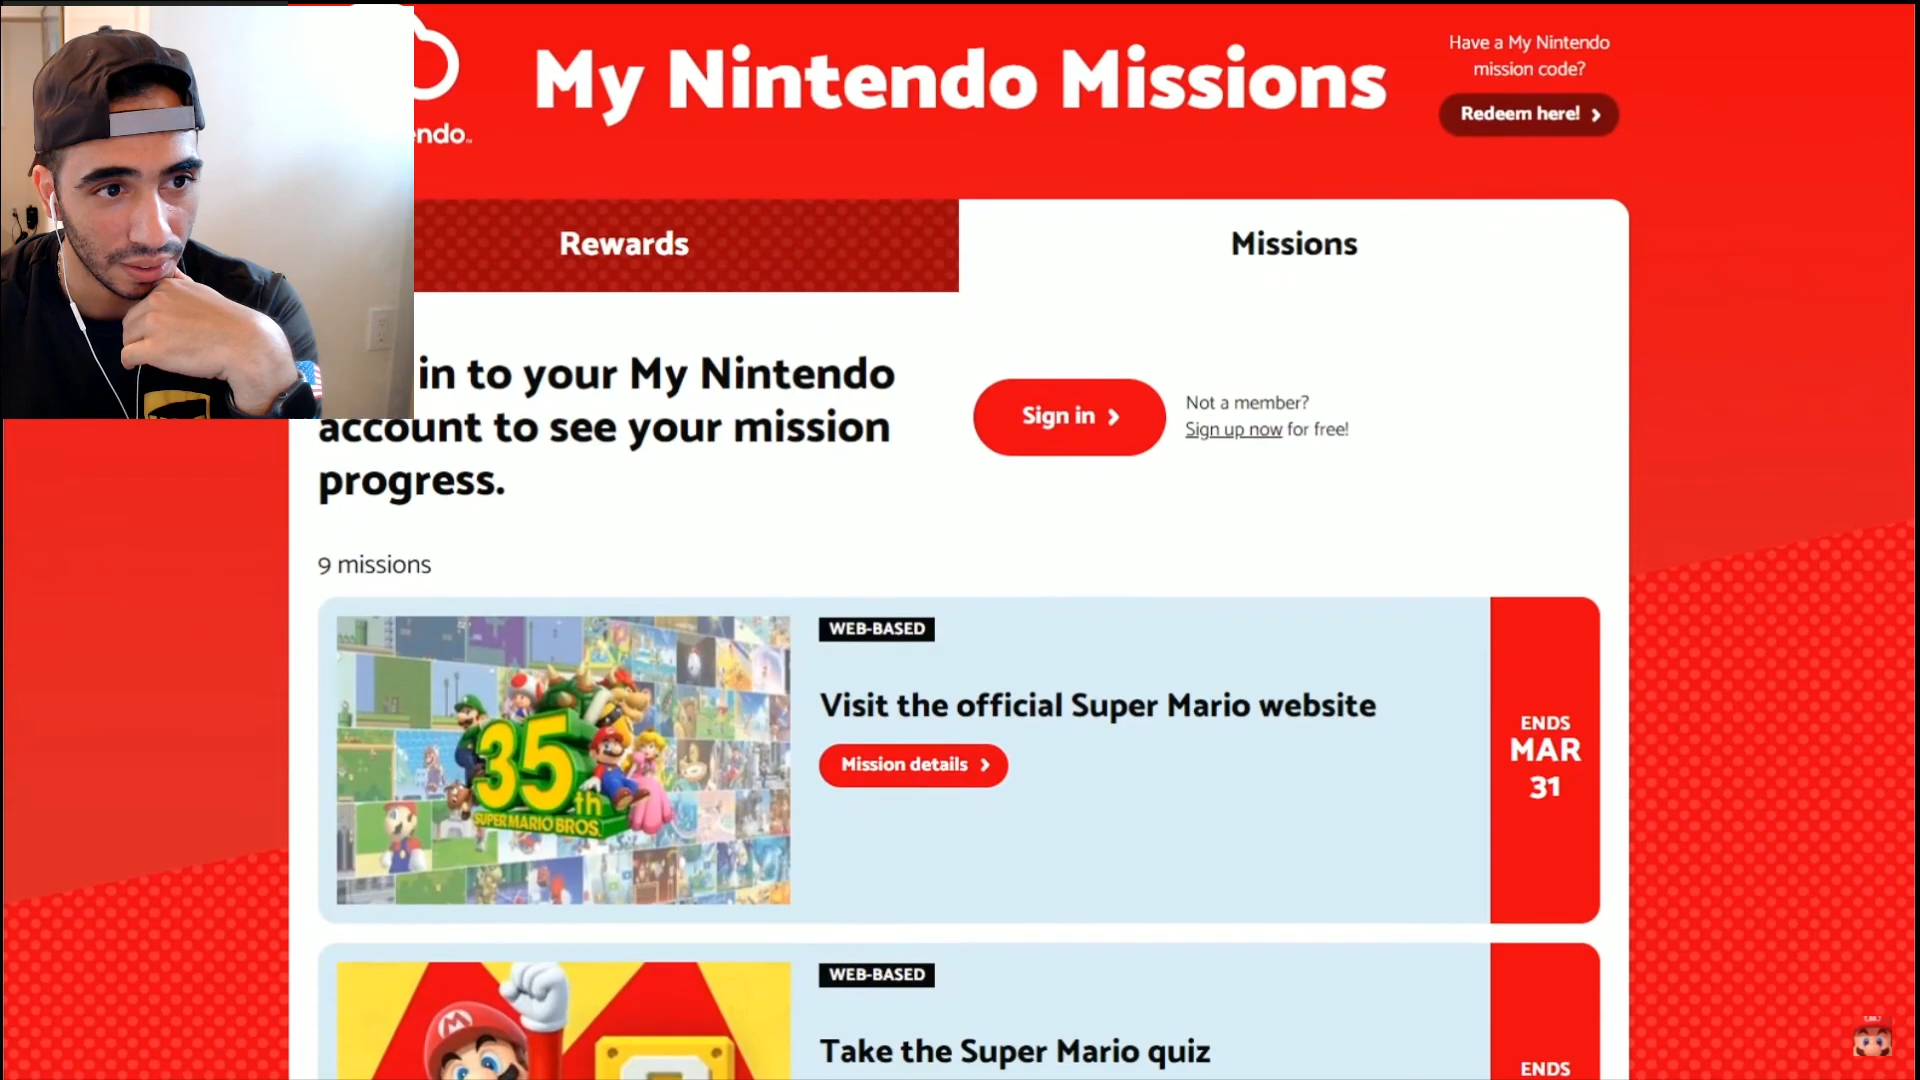 My Nintendo Missions
Have a My Nintendo
mission code?
Redeem here!
endo
Rewards
Missions
in to your My Nintendo
account to see your mission
progress.
Sign in
Not a member?
Sign up now for free!
9 missions
WEB-BASED
Visit the official Super Mario website
Mission details
ENDS
MAR
31
35th
SUPER MARIO BROS.
WEB-BASED
Take the Super Mario quiz
ENDS